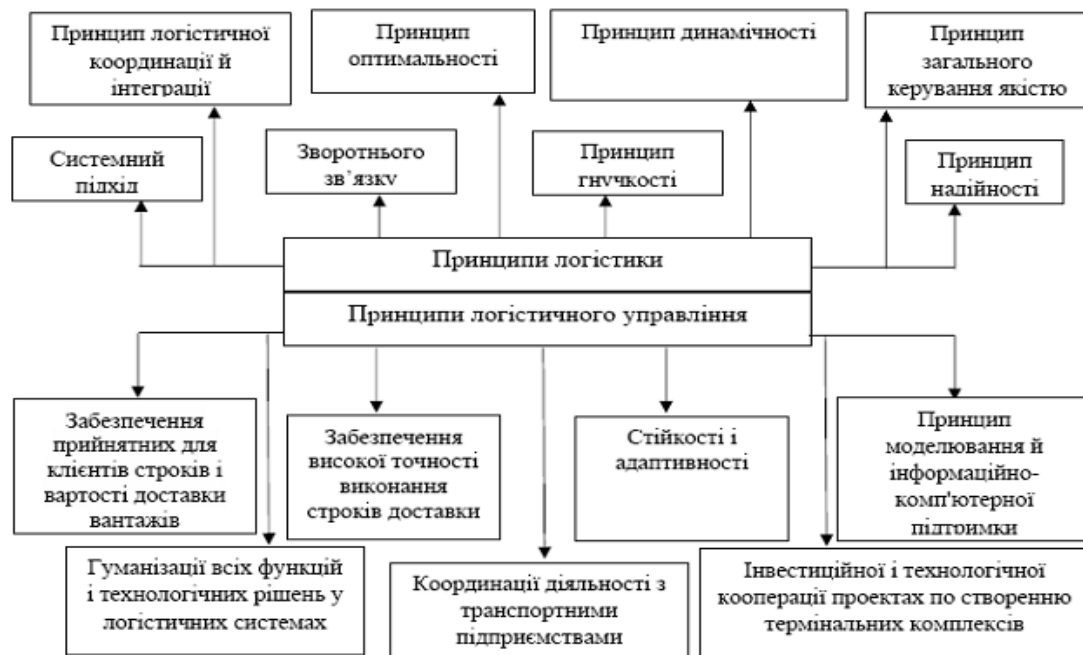 Принцип логістичної
координації й
інтеграції
Принцип
оптимальності
Принцип динамічності
Принцип
загального
керування якістю
Системний
підхід
Зворотнього
зв’язку
Принцип
гнучкості
Принцип
надійності
Принципи логістики
Принципи логістичного управління
Забезпечення
прийнятних для
клієнтів строків і
вартості доставки
вантажів
Забезпечення
високої точності
виконання
строків доставки
Стійкості і
адаптивності
Принцип
моделювання й
інформаційно-
комп'ютерної
підтримки
Гуманізації всіх функцій
і технологічних рішень у
логістичних системах
Координації діяльності з
транспортними
підприємствами
Інвестиційної і технологічної
кооперації проектах по створенню
термінальних комплексів